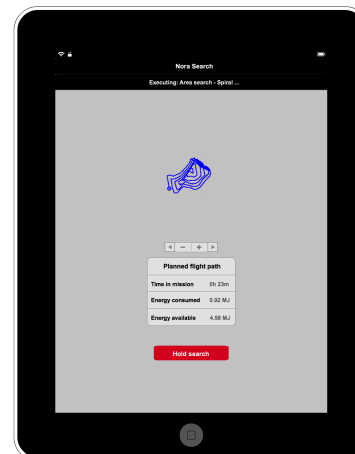 Nora Search
Executing: Area search - Spiral ...
Planned flight path
Time in mission 0h 23m
Energy consumed 0.92 MJ
Energy available 4.58 MJ
Hold search